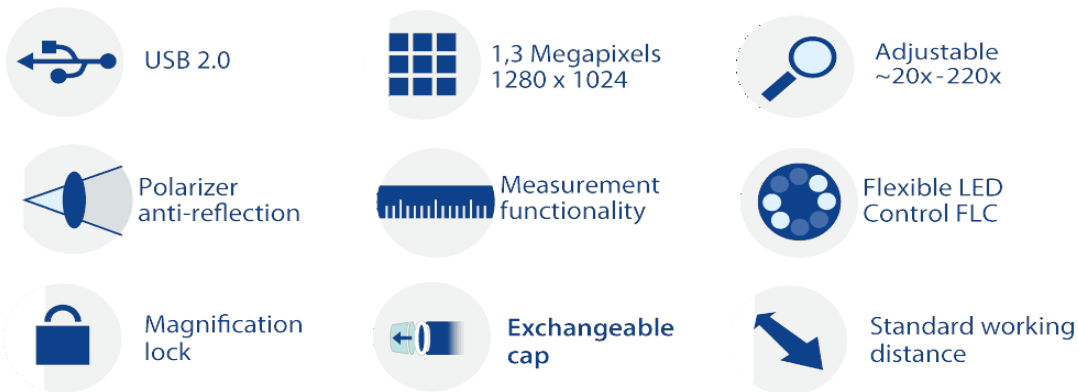 USB 2.0
1,3 Megapixels
1280 x 1024
Adjustable
~20x-220x
Polarizer
anti-reflection
Measurement
functionality
Flexible LED
Control FLC
Magnification
lock
Exchangeable
cap
Standard working
distance